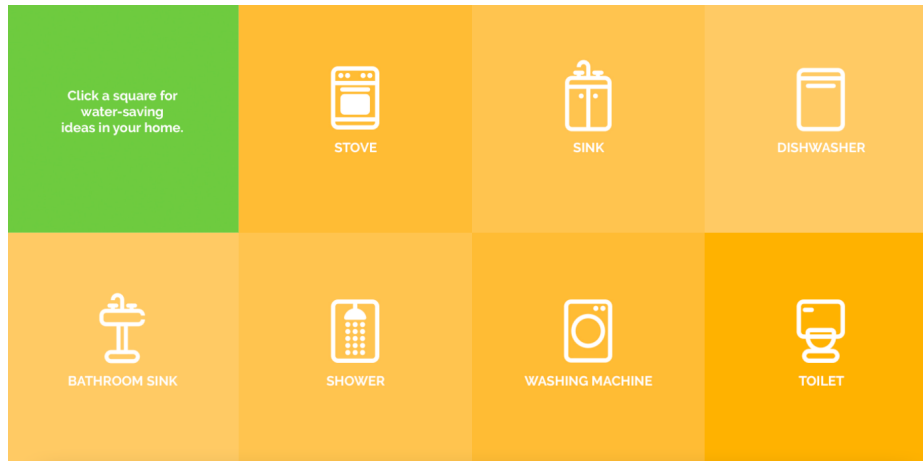 Click a square for
water-saving
ideas in your home.
STOVE
SINK
DISHWASHER
BATHROOM SINK
SHOWER
WASHING MACHINE
TOILET